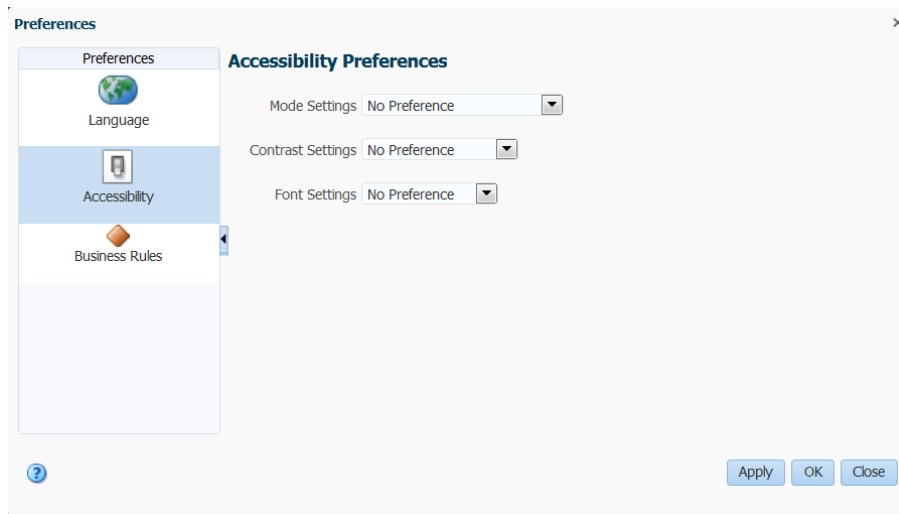 Preferences
Preferences
Language
Accessibility
Business Rules
Accessibility Preferences
Mode Settings No Preference
Contrast Settings No Preference
Font Settings No Preference
?
Apply OK Close